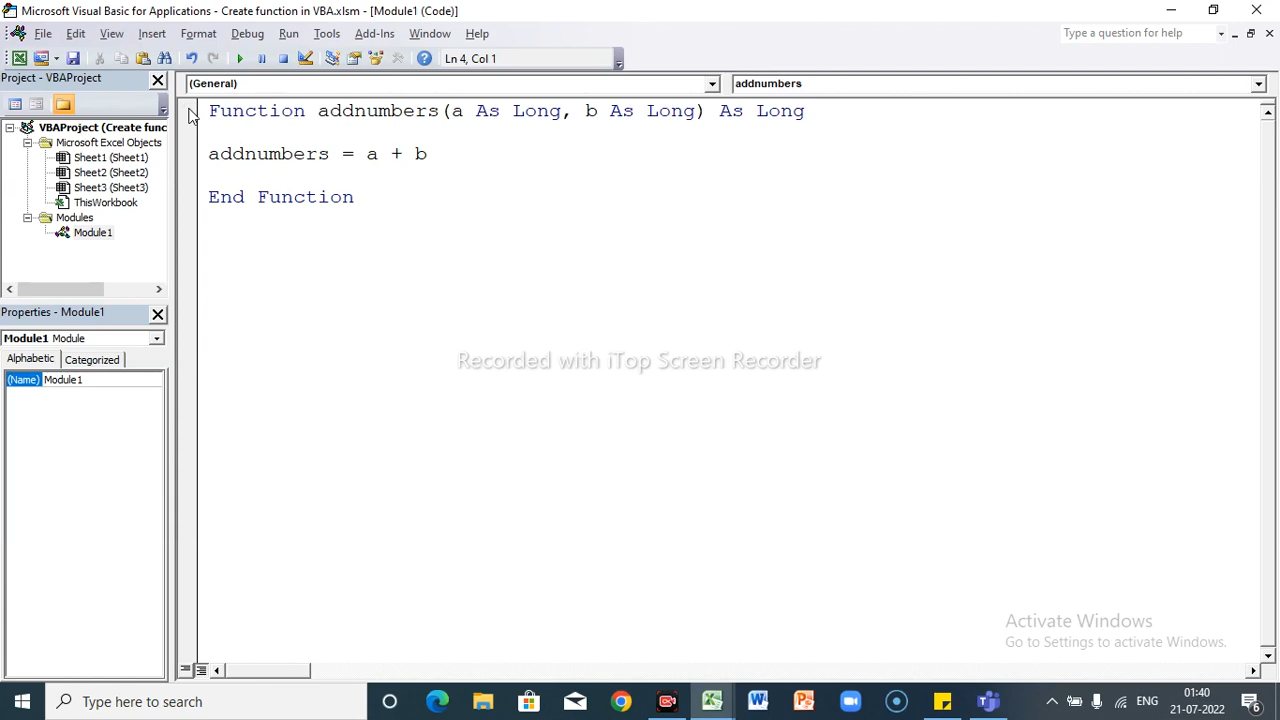 Microsoft Visual Basic for Applications - Create function in VBA.xlsm - [Module1 (Code)]
File Edit View Insert Format Debug Run Tools Add-Ins Window Help
Type a question for help
Ln 4, Col 1
Project - VBAProject
(General)
addnumbers
VBAProject (Create func
Microsoft Excel Objects
Sheet1 (Sheet1)
Sheet2 (Sheet2)
Sheet3 (Sheet3)
ThisWorkbook
Modules
Module1
Function addnumbers(a As Long, b As Long) As Long
addnumbers = a + b
End Function
Properties - Module1
Module1 Module
Alphabetic Categorized
(Name) Module1
Recorded with iTop Screen Recorder
Activate Windows
Go to Settings to activate Windows.
Type here to search
ENG
01:40
21-07-2022
6